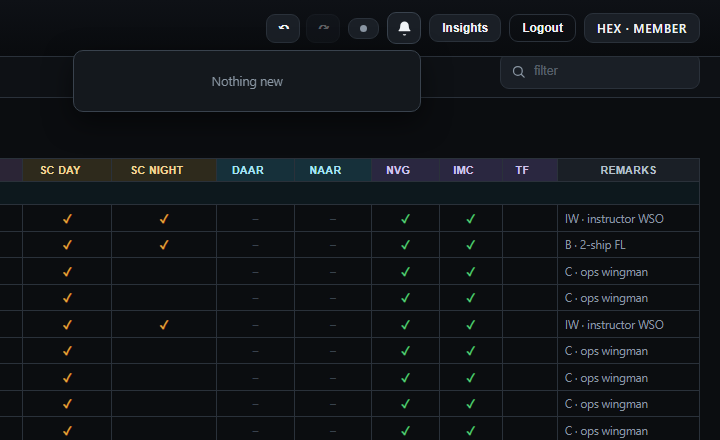 Insights Logout HEX · MEMBER
Nothing new
filter
SC DAY SC NIGHT DAAR NAAR NVG IMC TF REMARKS
✓ ✓ – – ✓ ✓ IW · instructor WSO
✓ ✓ – – ✓ ✓ B · 2-ship FL
✓ – – ✓ ✓ C · ops wingman
✓ – – ✓ ✓ C · ops wingman
✓ ✓ – – ✓ ✓ IW · instructor WSO
✓ – – ✓ ✓ C · ops wingman
✓ – – ✓ ✓ C · ops wingman
✓ – – ✓ ✓ C · ops wingman
✓ – – ✓ ✓ C · ops wingman